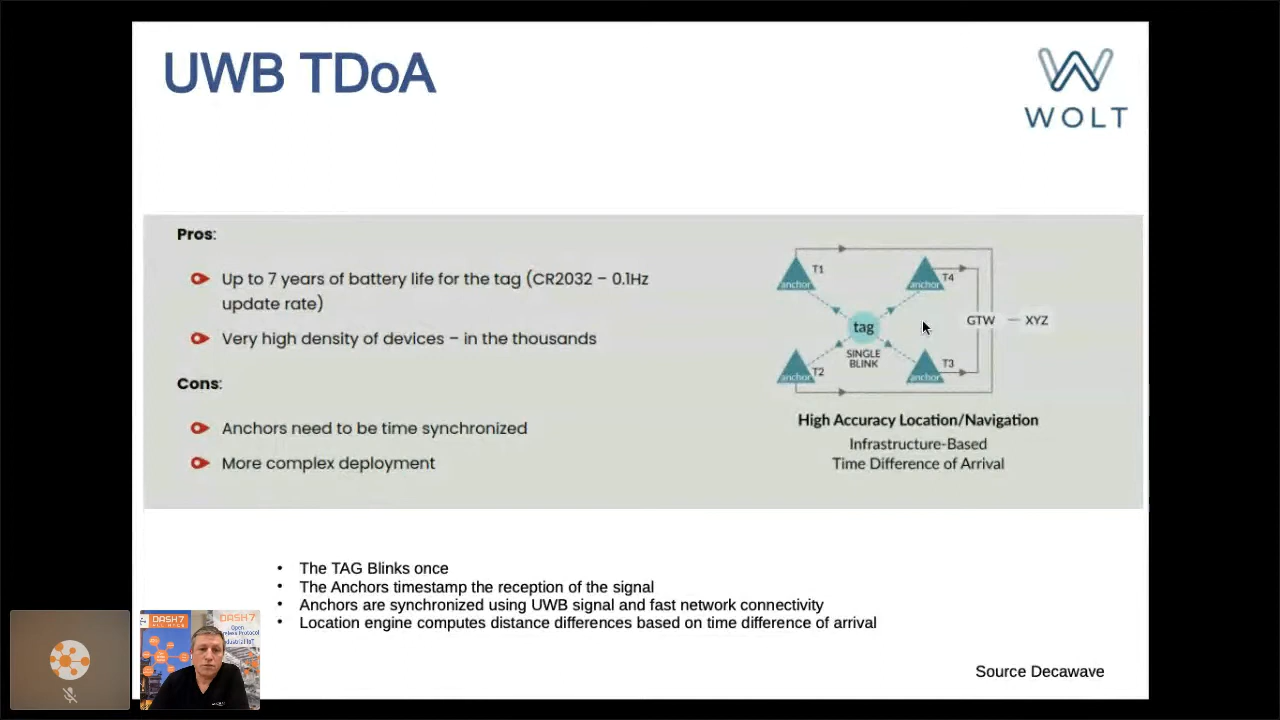 UWB TDoA
WOLT
Pros:
Up to 7 years of battery life for the tag (CR2032 – 0.1Hz
update rate)
Very high density of devices – in the thousands
Cons:
Anchors need to be time synchronized
More complex deployment
T1
anchor
T4
anchor
tag
GTW
XYZ
SINGLE
BLINK
T2
anchor
T3
anchor
High Accuracy Location/Navigation
Infrastructure-Based
Time Difference of Arrival
• The TAG Blinks once
• The Anchors timestamp the reception of the signal
• Anchors are synchronized using UWB signal and fast network connectivity
• Location engine computes distance differences based on time difference of arrival
Source Decawave
DASH7
DASH7
Open